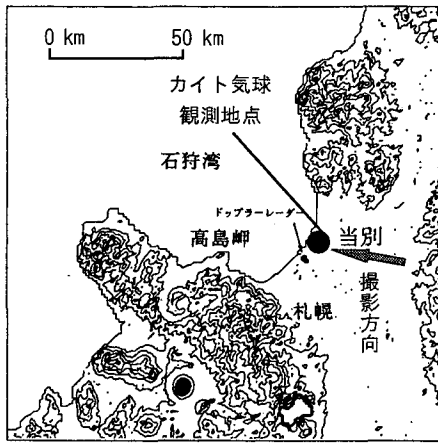 0 km 50 km
カイト気球
観測地点
石狩湾
ドップラーレーダー
高島岬
当別
撮影方向
札幌